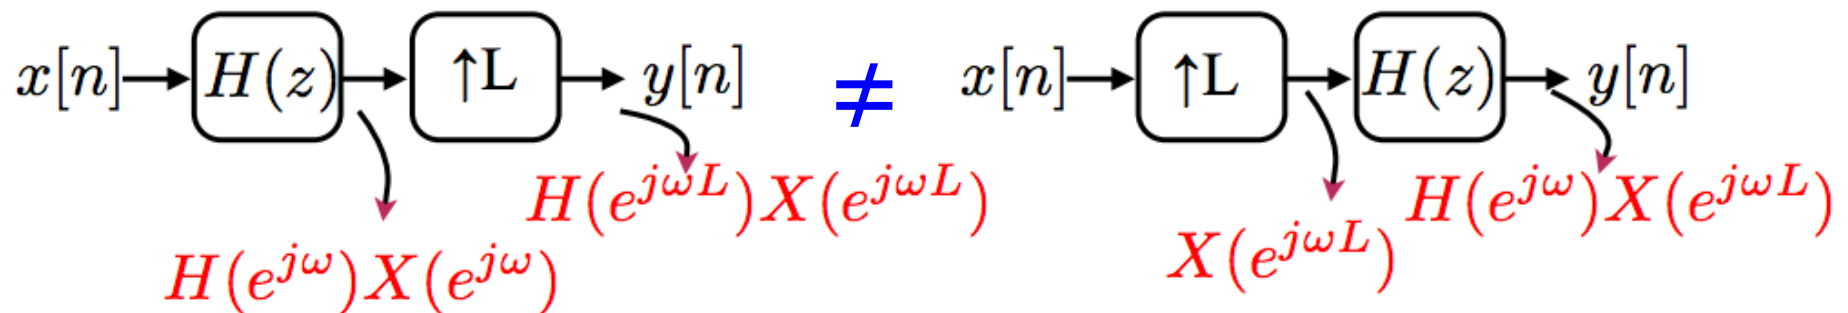 x[n] H(z) ↑L y[n] ≠ x[n] ↑L H(z) y[n]
H(e^{jωL})X(e^{jωL}) H(e^{jω})X(e^{jωL})
H(e^{jω})X(e^{jω}) X(e^{jωL})